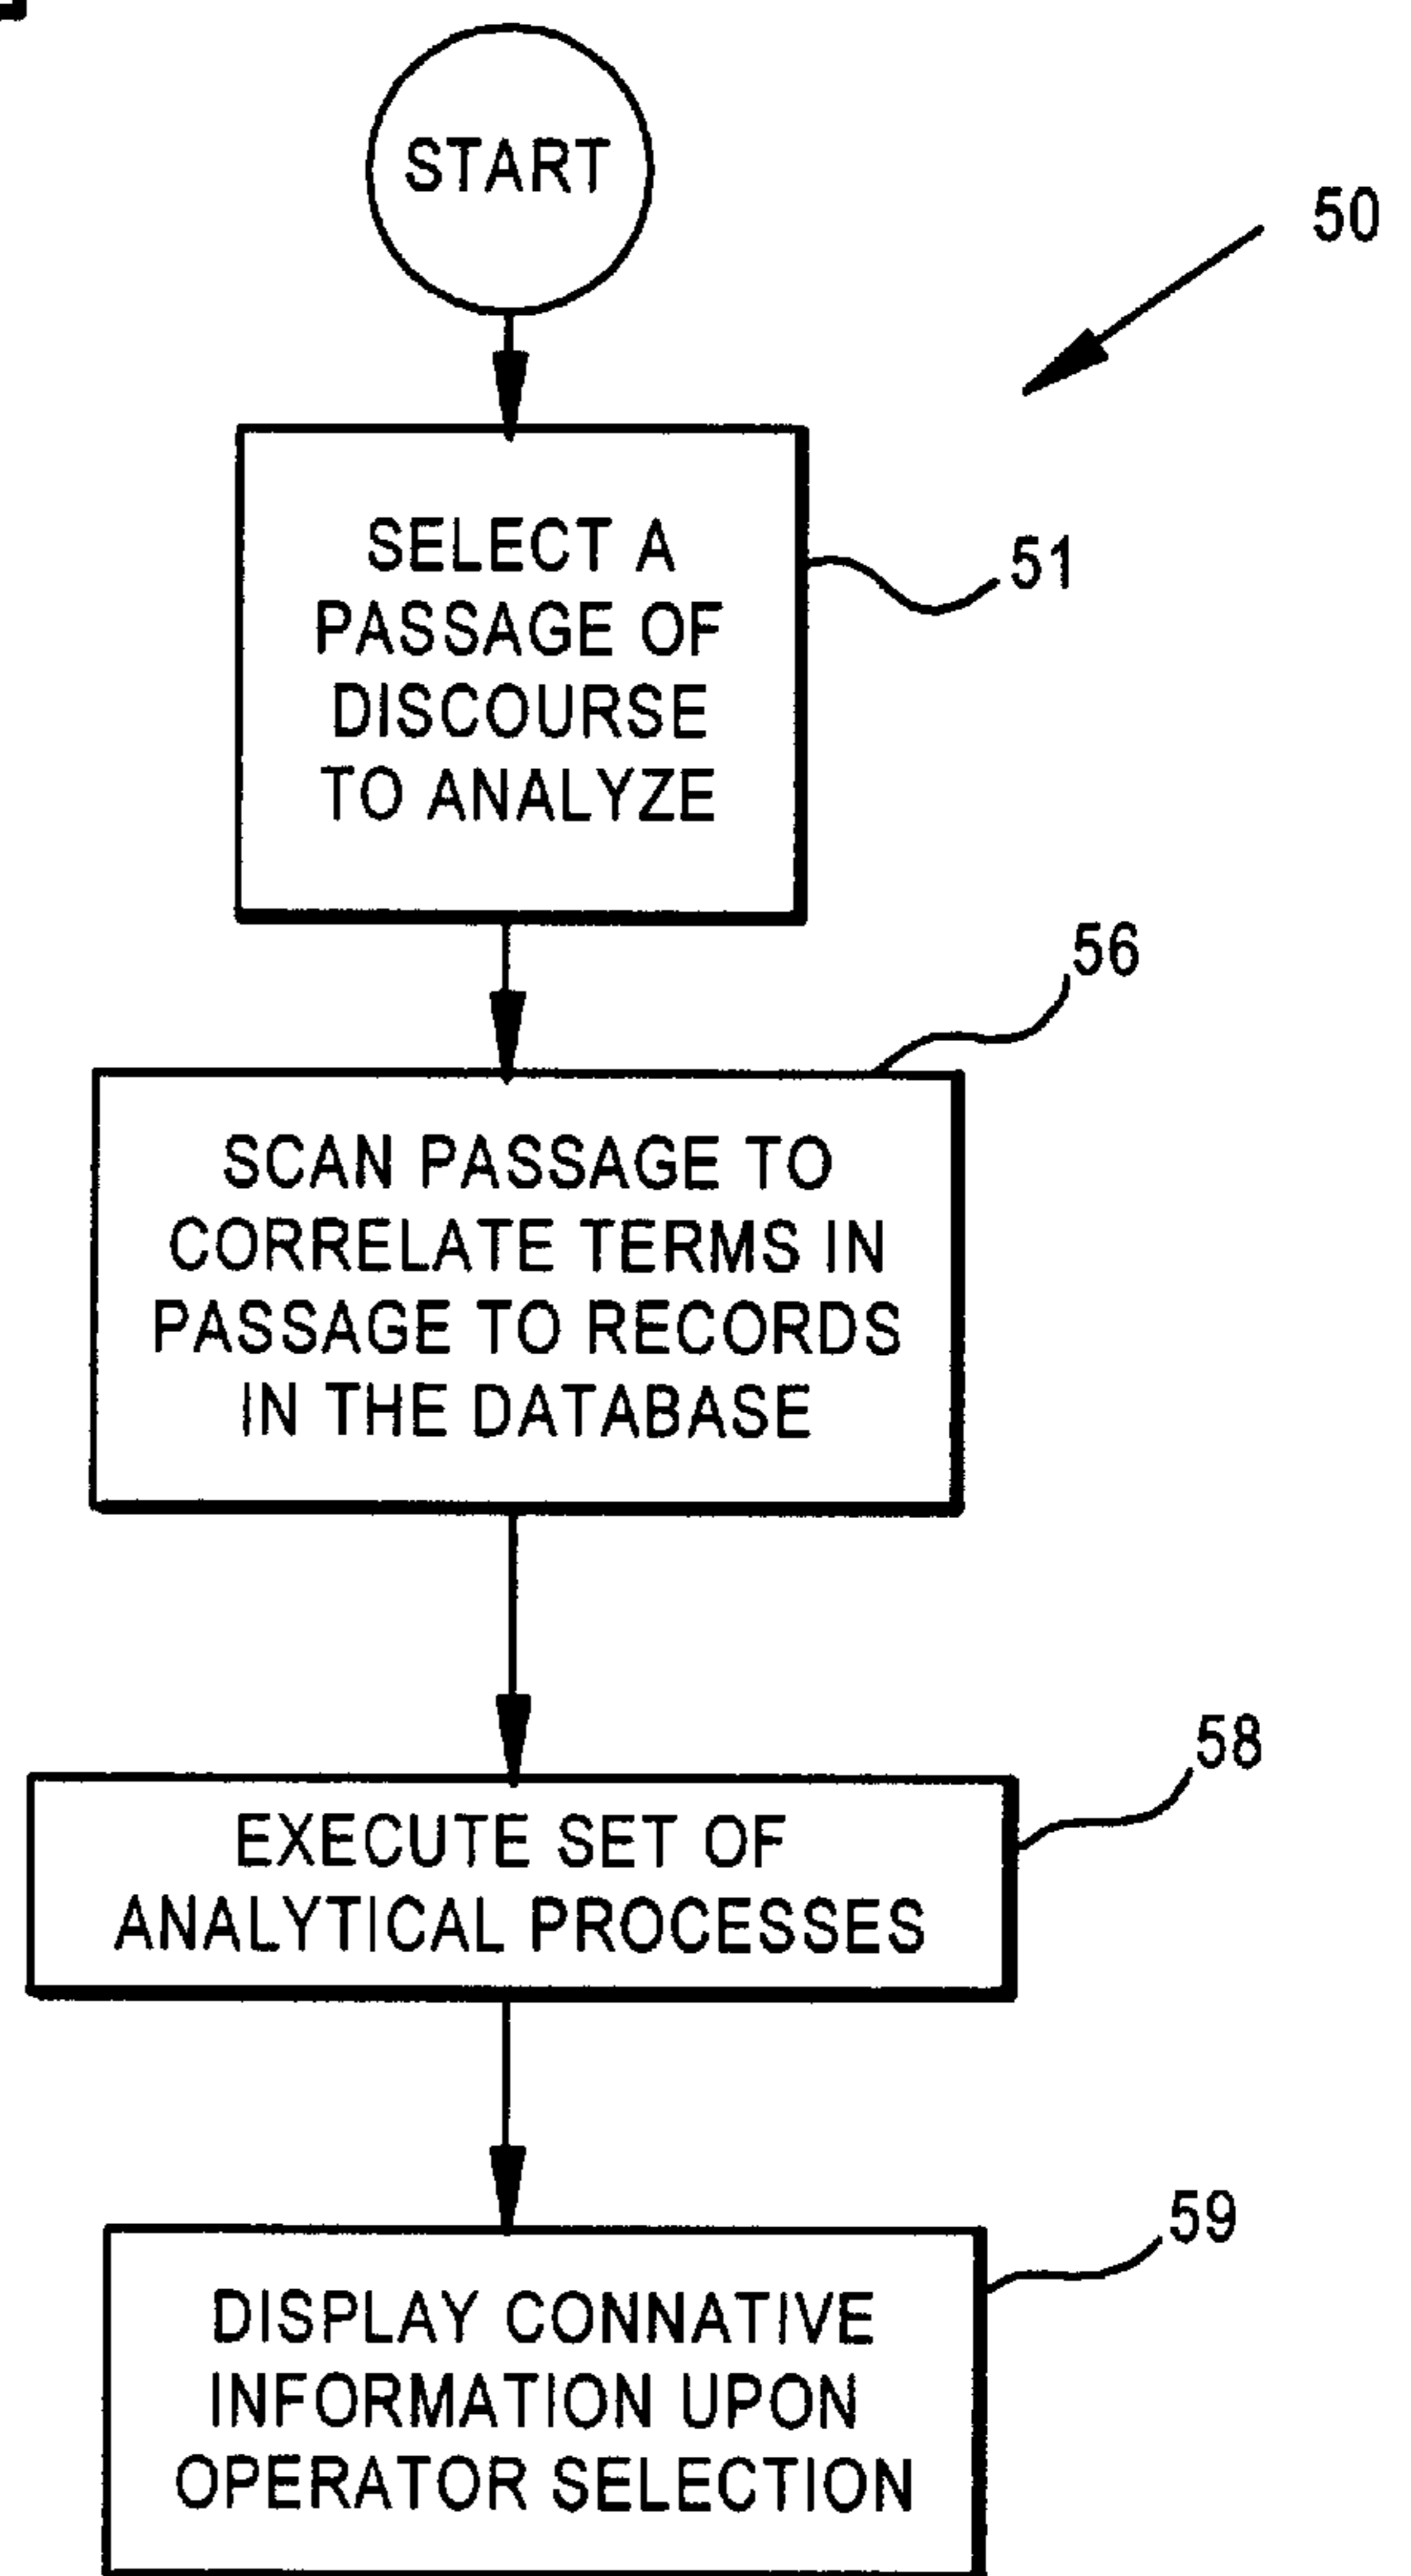 START
50
SELECT A
PASSAGE OF
DISCOURSE
TO ANALYZE
51
56
SCAN PASSAGE TO
CORRELATE TERMS IN
PASSAGE TO RECORDS
IN THE DATABASE
58
EXECUTE SET OF
ANALYTICAL PROCESSES
59
DISPLAY CONNATIVE
INFORMATION UPON
OPERATOR SELECTION